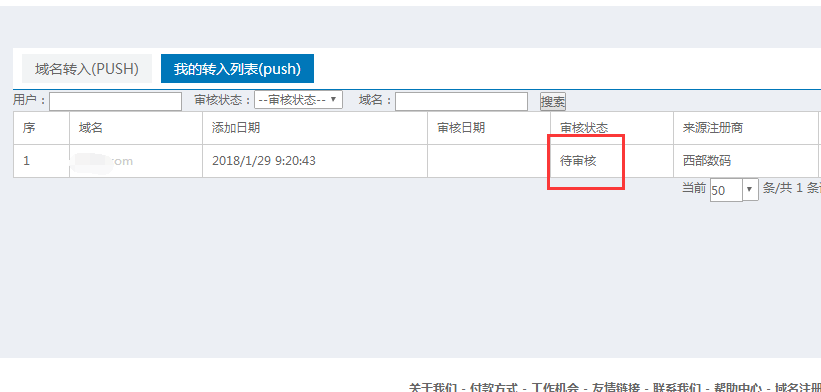 域名转入(PUSH) 我的转入列表(push)
用户： 审核状态： --审核状态-- 域名： 搜索
序 域名 添加日期 审核日期 审核状态 来源注册商
1 com 2018/1/29 9:20:43 待审核 西部数码
当前 50 条/共 1 条
关于我们 - 付款方式 - 工作机会 - 友情链接 - 联系我们 - 帮助中心 - 域名注册